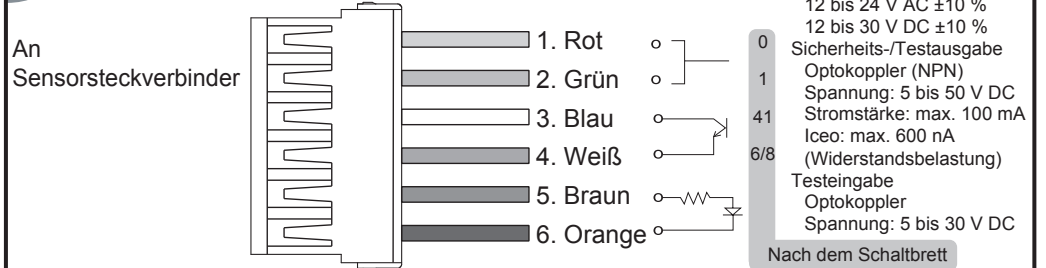 An
Sensorsteckverbinder
1. Rot
2. Grün
3. Blau
4. Weiß
5. Braun
6. Orange
0
1
41
6/8
12 bis 24 V AC ±10 %
12 bis 30 V DC ±10 %
Sicherheits-/Testausgabe
Optokoppler (NPN)
Spannung: 5 bis 50 V DC
Stromstärke: max. 100 mA
Iceo: max. 600 nA
(Widerstandsbelastung)
Testeingabe
Optokoppler
Spannung: 5 bis 30 V DC
Nach dem Schaltbrett